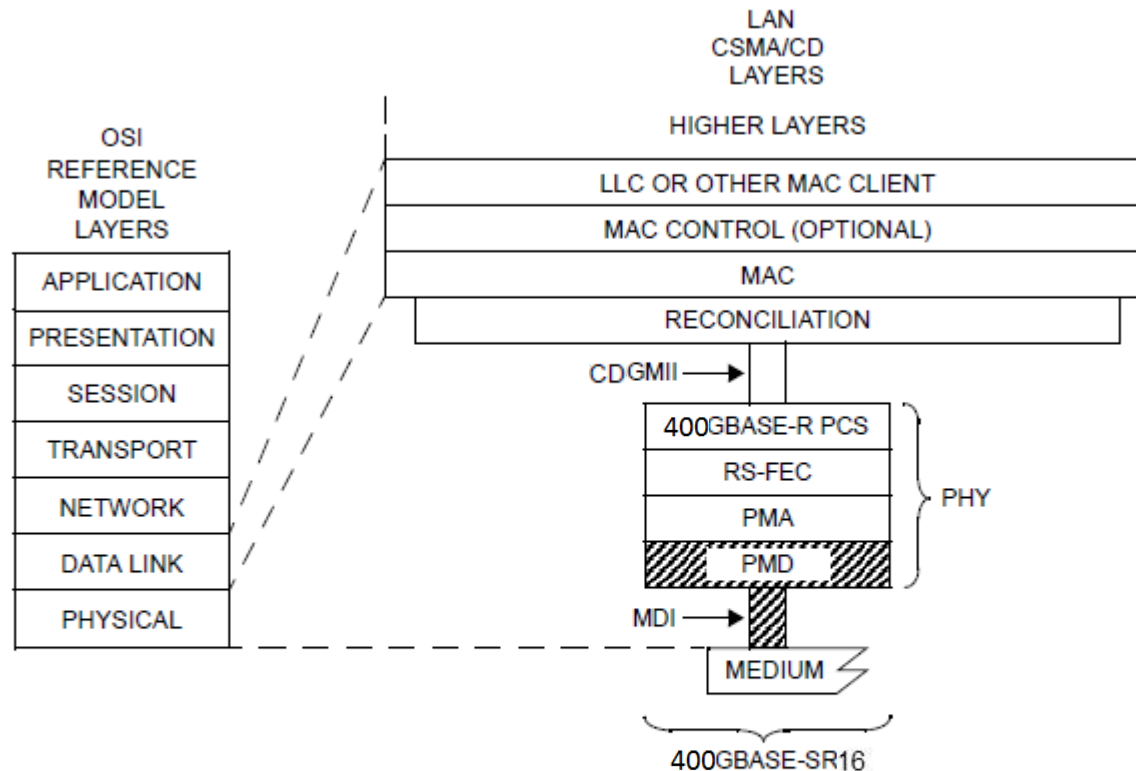 LAN
CSMA/CD
LAYERS
OSI
REFERENCE
MODEL
LAYERS
HIGHER LAYERS
LLC OR OTHER MAC CLIENT
MAC CONTROL (OPTIONAL)
MAC
RECONCILIATION
APPLICATION
PRESENTATION
SESSION
TRANSPORT
NETWORK
DATA LINK
PHYSICAL
CDGMII
400GBASE-R PCS
RS-FEC
PMA
PMD
PHY
MDI
MEDIUM
400GBASE-SR16